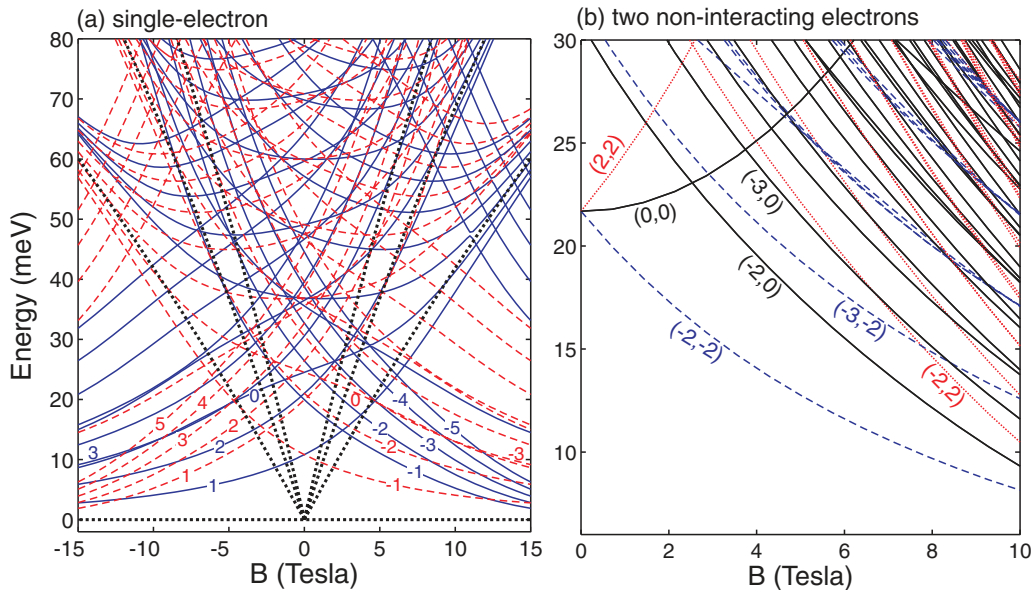 (a) single-electron
80
70
60
50
40
30
20
10
0
Energy (meV)
-15 -10 -5 0 5 10 15
B (Tesla)
5 4 0 0 -4
3 3 2 2 -2 -2 -3 -5 -3
1 1 -1 -1
(b) two non-interacting electrons
30
25
20
15
10
0 2 4 6 8 10
B (Tesla)
(2,2)
(0,0)
(-3,0)
(-2,0)
(-3,-2)
(-2,-2)
(-2,2)